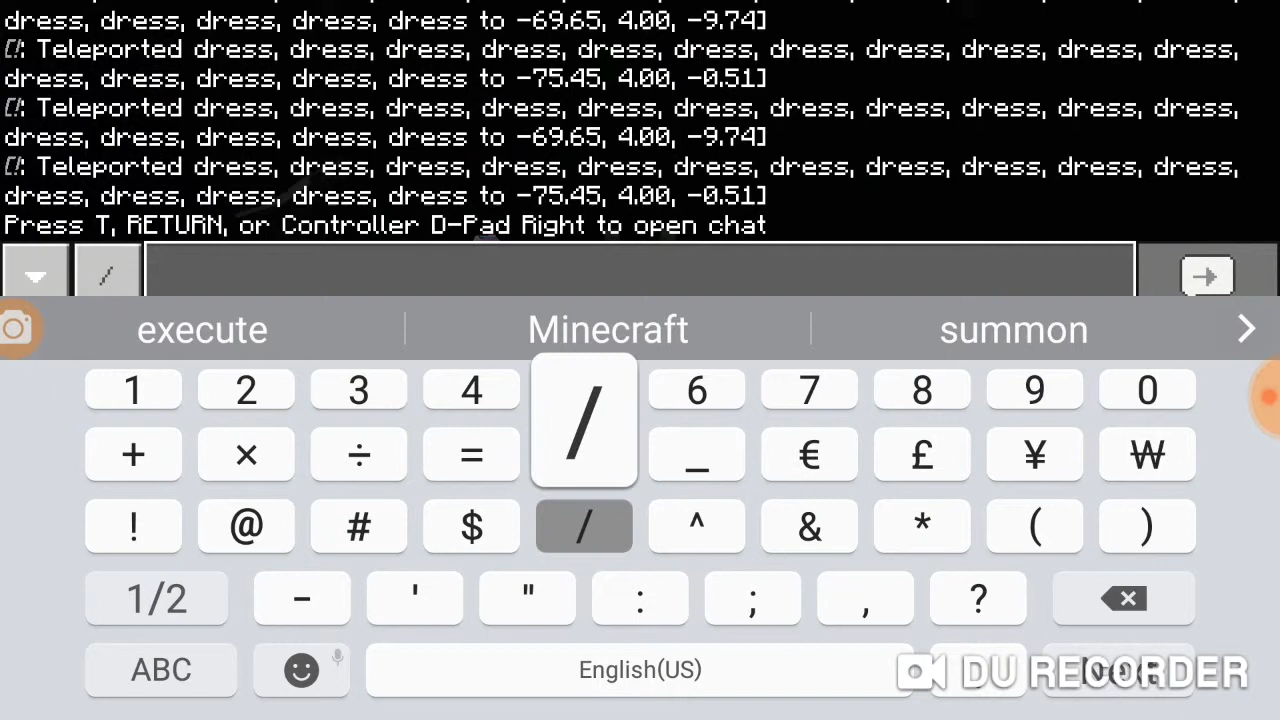 dress, dress, dress, dress, dress to -69.65, 4.00, -9.74]
[!: Teleported dress, dress, dress, dress, dress, dress, dress, dress, dress, dress, dress,
dress, dress, dress, dress, dress to -75.45, 4.00, -0.51]
[!: Teleported dress, dress, dress, dress, dress, dress, dress, dress, dress, dress, dress,
dress, dress, dress, dress, dress to -69.65, 4.00, -9.74]
[!: Teleported dress, dress, dress, dress, dress, dress, dress, dress, dress, dress, dress,
dress, dress, dress, dress, dress to -75.45, 4.00, -0.51]
Press T, RETURN, or Controller D-Pad Right to open chat
/
execute Minecraft summon
1 2 3 4 / 6 7 8 9 0
+ × ÷ = _ € £ ¥ ₩
! @ # $ / ^ & * ( )
1/2 - ' " : ; , ?
ABC English(US)
DU RECORDER